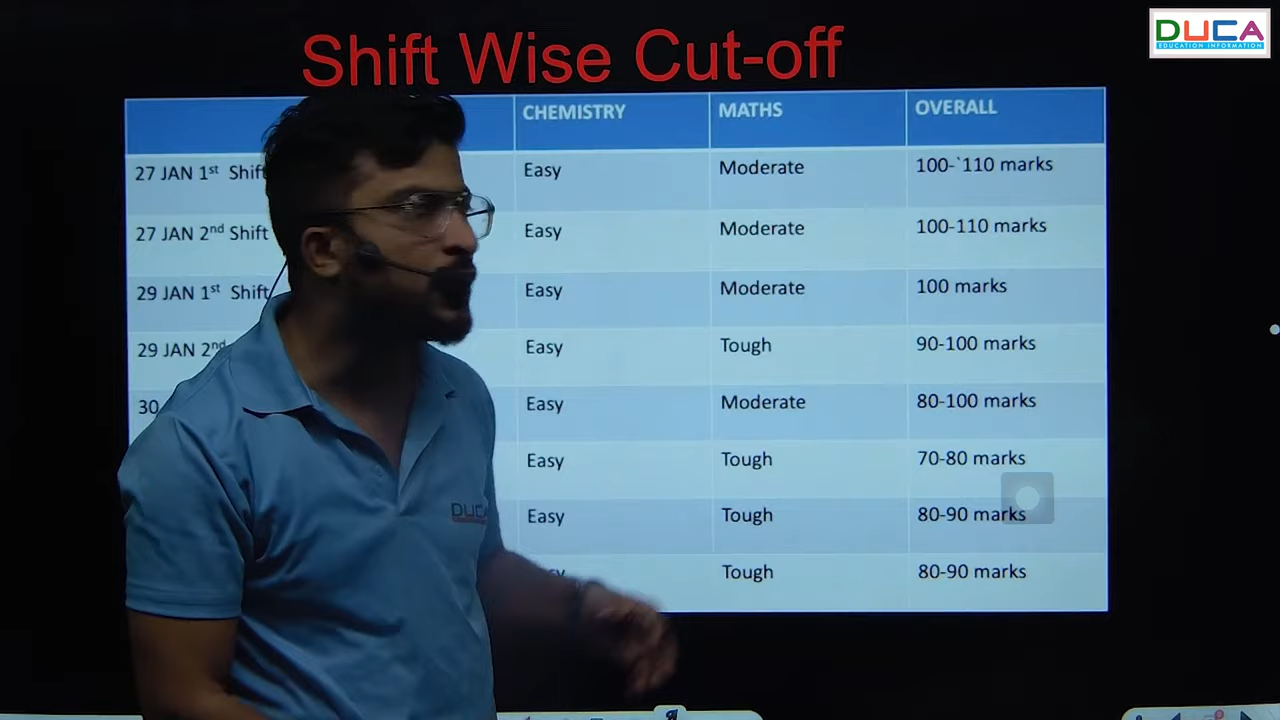 DUCA
EDUCATION INFORMATION
Shift Wise Cut-off
CHEMISTRY MATHS OVERALL
27 JAN 1st Shift Easy Moderate 100-`110 marks
27 JAN 2nd Shift Easy Moderate 100-110 marks
29 JAN 1st Shift Easy Moderate 100 marks
29 JAN 2nd Easy Tough 90-100 marks
30 Easy Moderate 80-100 marks
Easy Tough 70-80 marks
Easy Tough 80-90 marks
Tough 80-90 marks
DUCA